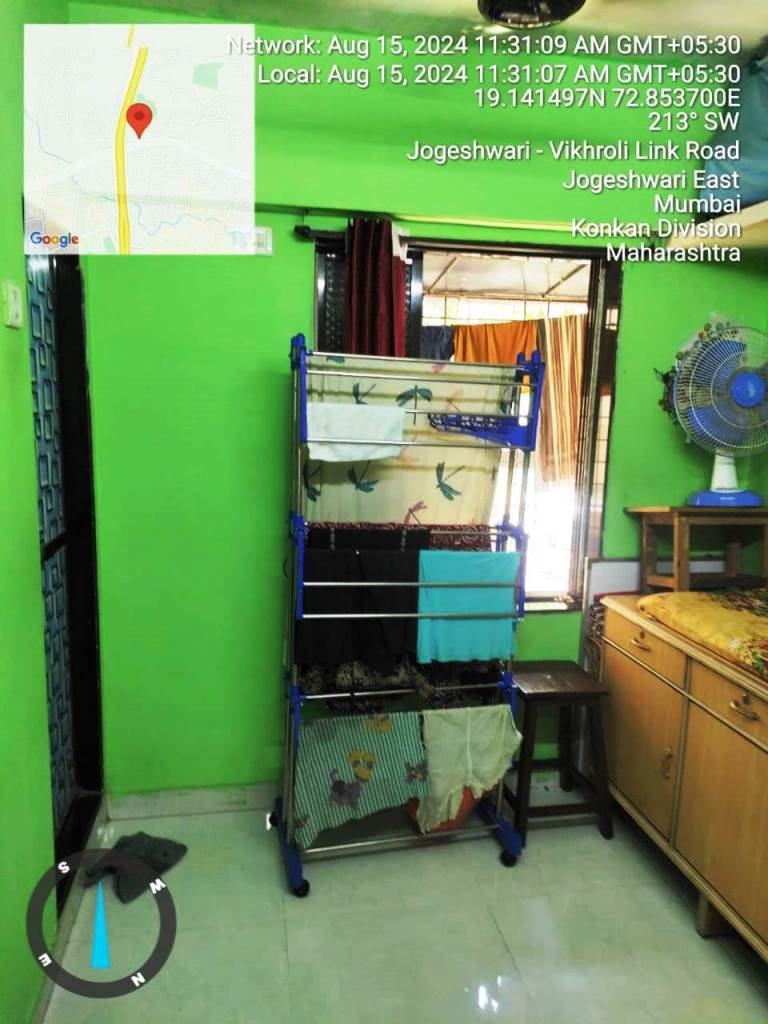 Network: Aug 15, 2024 11:31:09 AM GMT+05:30
Local: Aug 15, 2024 11:31:07 AM GMT+05:30
19.141497N 72.853700E
213° SW
Jogeshwari - Vikhroli Link Road
Jogeshwari East
Mumbai
Konkan Division
Maharashtra
Google
S
W
E
N